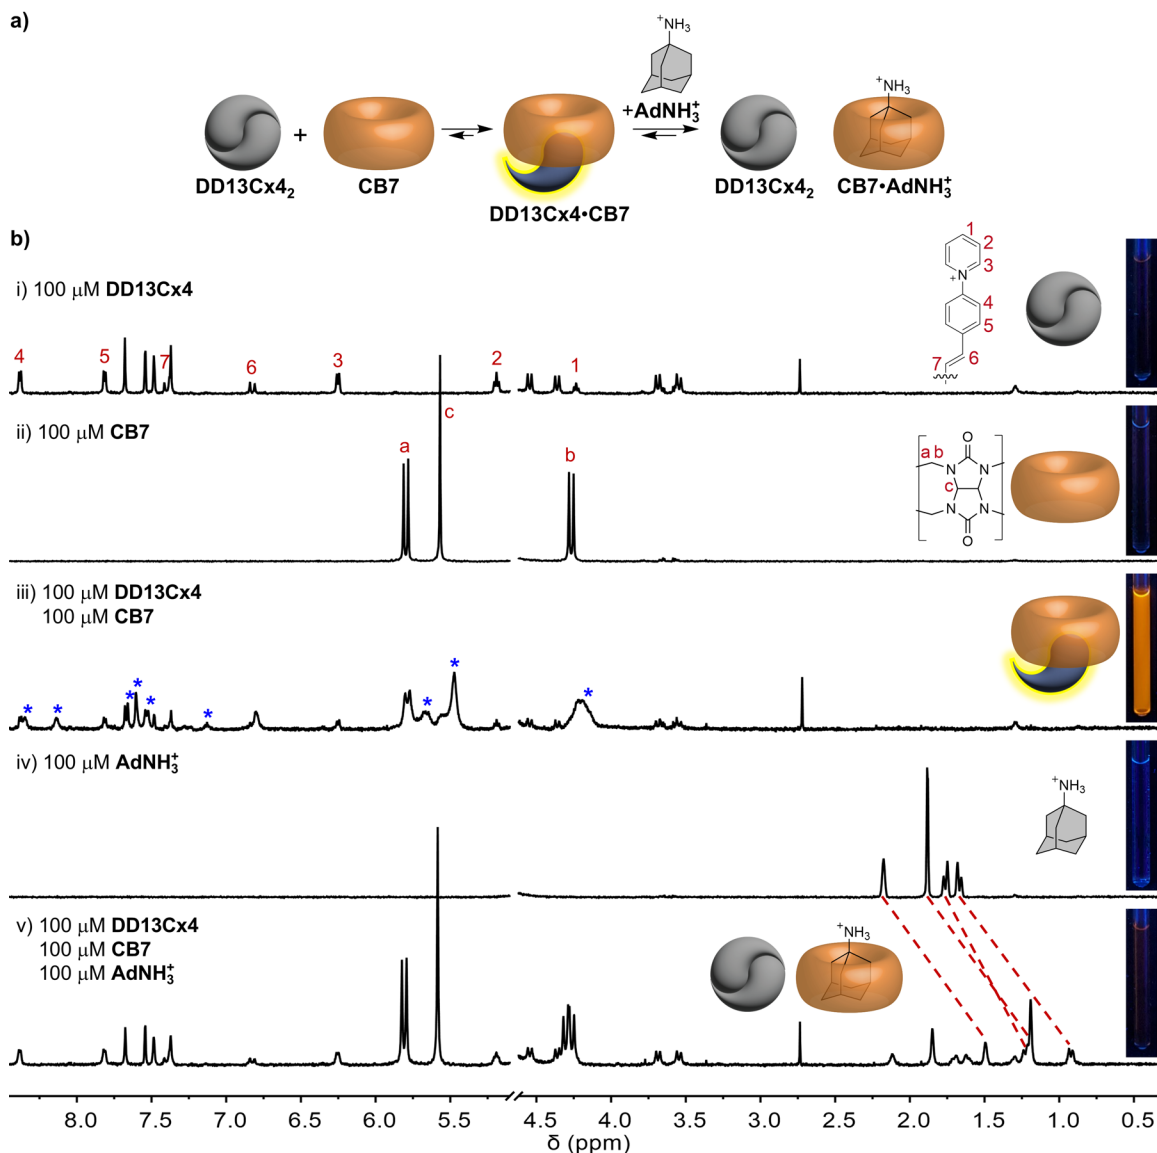 a)
⁺NH₃
+AdNH₃⁺
⁺NH₃
+
DD13Cx4₂
CB7
DD13Cx4•CB7
DD13Cx4₂
CB7•AdNH₃⁺
b)
i) 100 μM DD13Cx4
1
2
3
N
+
4
5
6
7
4
5
7
6
3
2
1
ii) 100 μM CB7
a
c
b
O
a b
N
N
c
N
N
O
iii) 100 μM DD13Cx4
100 μM CB7
* * * * * * * * *
iv) 100 μM AdNH₃⁺
⁺NH₃
v) 100 μM DD13Cx4
100 μM CB7
100 μM AdNH₃⁺
⁺NH₃
8.0 7.5 7.0 6.5 6.0 5.5 5.0 4.5 4.0 3.5 3.0 2.5 2.0 1.5 1.0 0.5
δ (ppm)